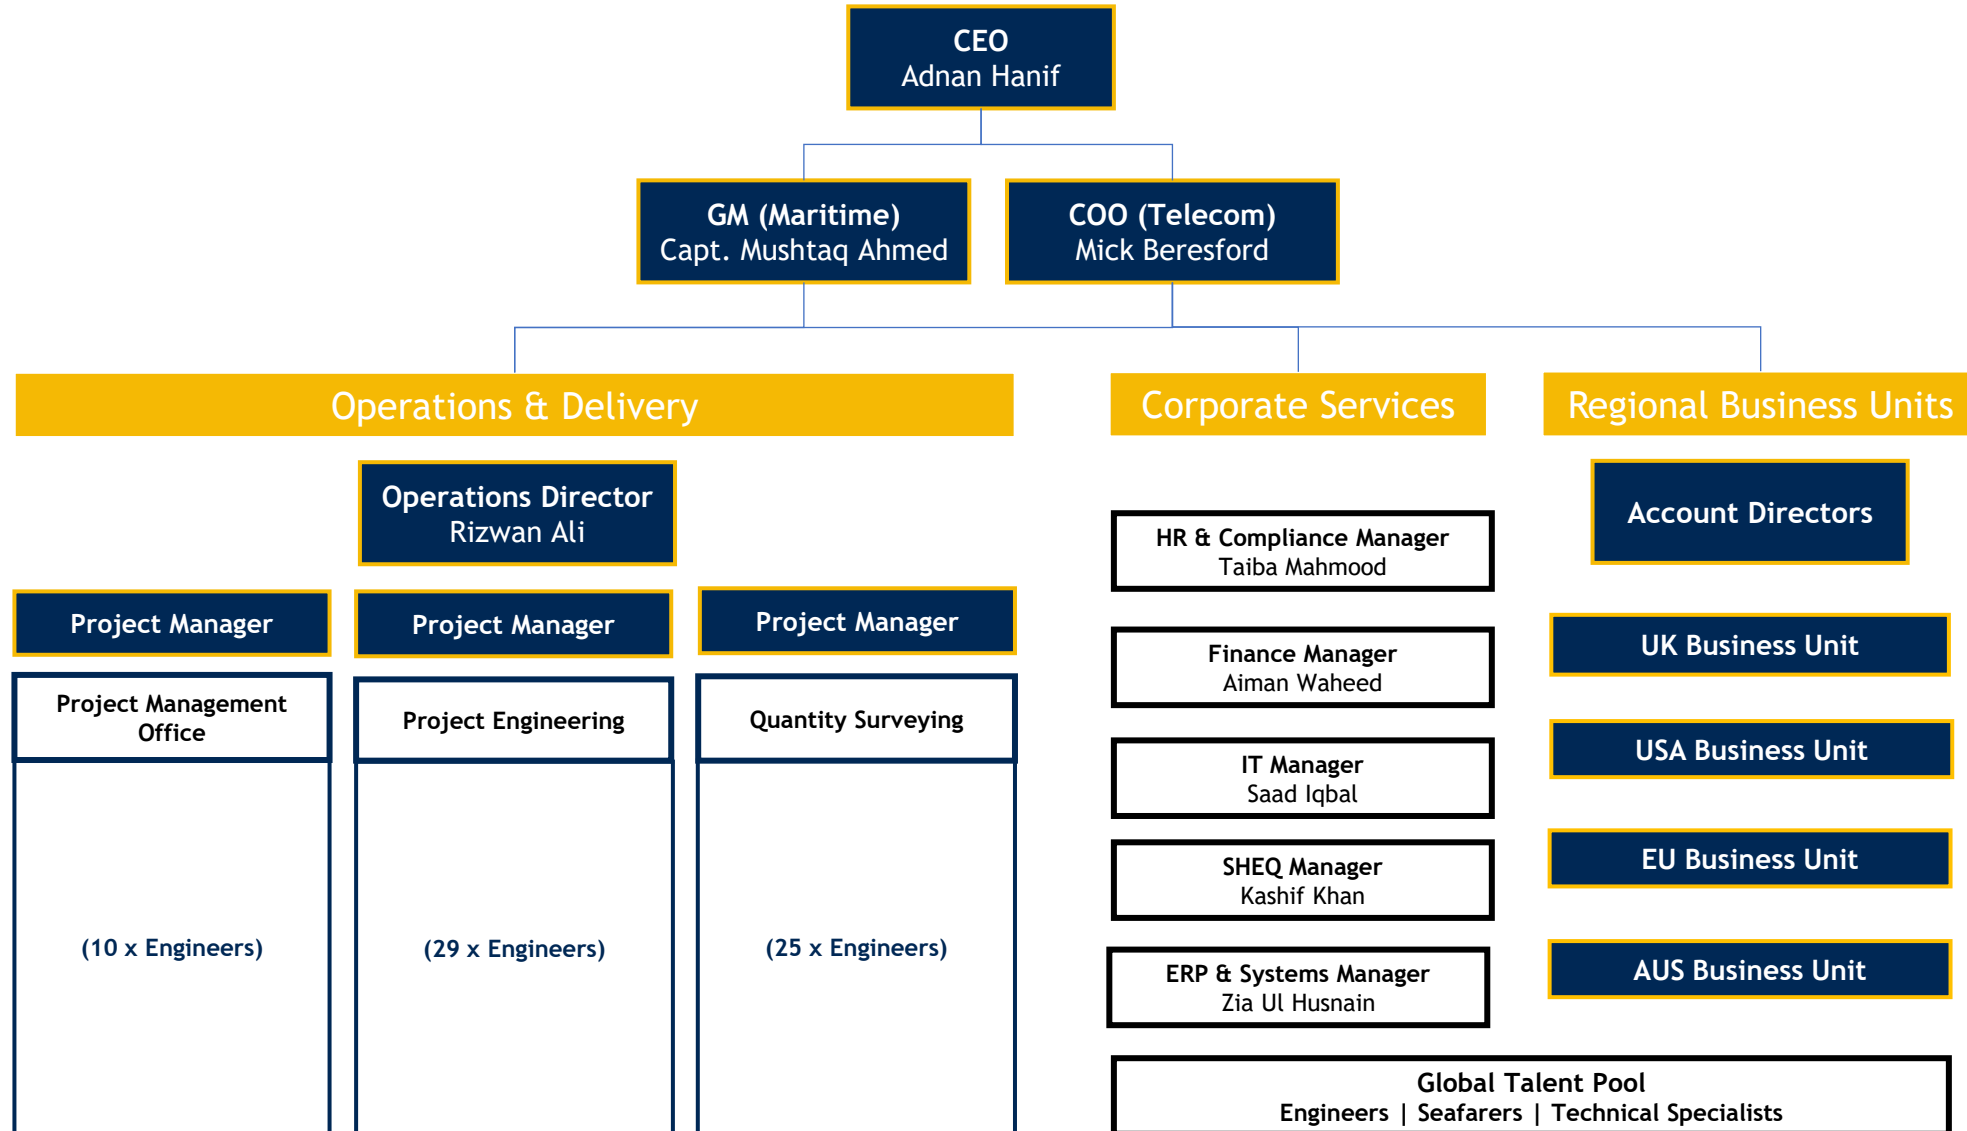 CEO
Adnan Hanif
GM (Maritime)
Capt. Mushtaq Ahmed
COO (Telecom)
Mick Beresford
Operations & Delivery
Corporate Services
Regional Business Units
Operations Director
Rizwan Ali
Project Manager
Project Manager
Project Manager
Project Management
Office
Project Engineering
Quantity Surveying
(10 x Engineers)
(29 x Engineers)
(25 x Engineers)
HR & Compliance Manager
Taiba Mahmood
Finance Manager
Aiman Waheed
IT Manager
Saad Iqbal
SHEQ Manager
Kashif Khan
ERP & Systems Manager
Zia Ul Husnain
Account Directors
UK Business Unit
USA Business Unit
EU Business Unit
AUS Business Unit
Global Talent Pool
Engineers | Seafarers | Technical Specialists